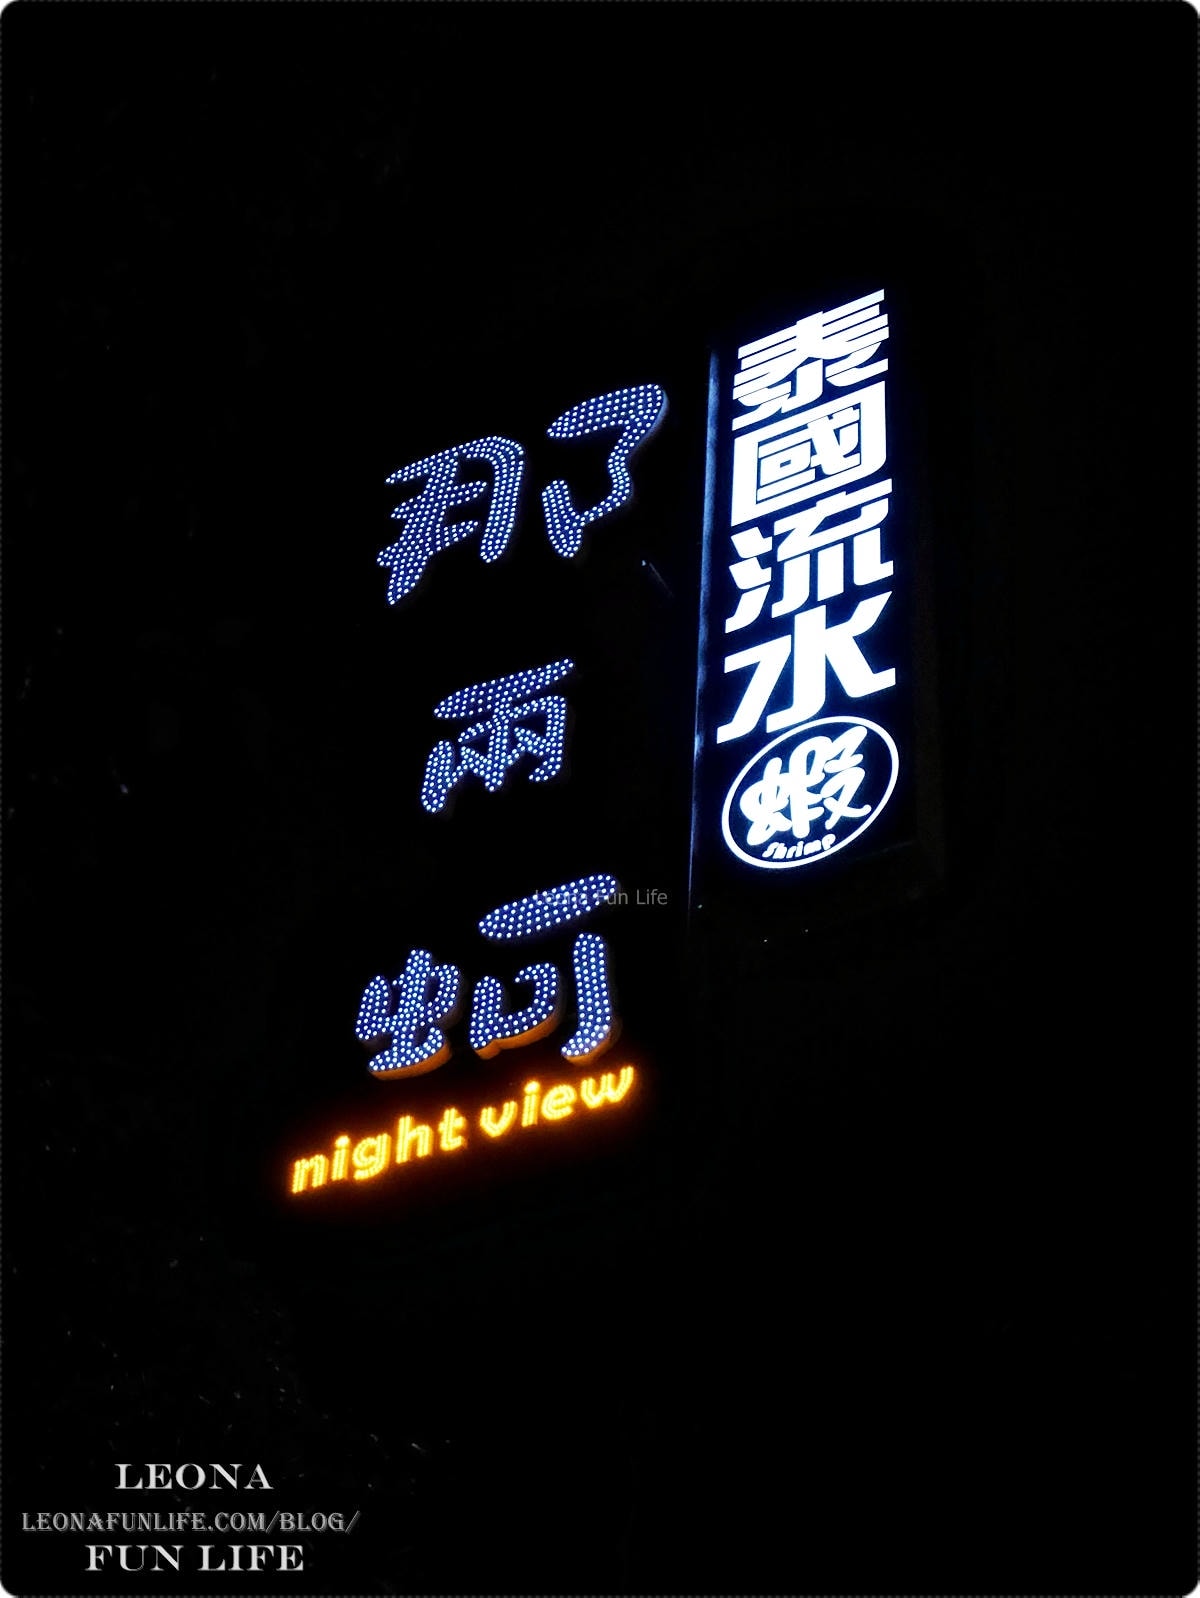 泰國流水
蝦
Shrimp
那
兩
蚵
night view
Leona Fun Life
LEONA
LEONAFUNLIFE.COM/BLOG/
FUN LIFE